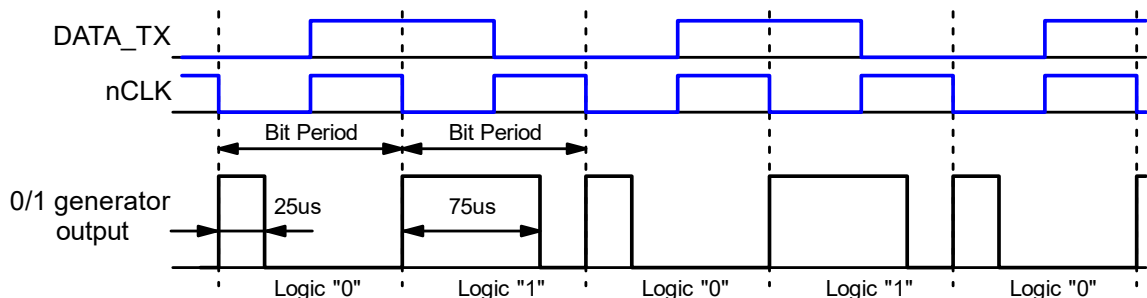 DATA_TX
nCLK
Bit Period Bit Period
0/1 generator
output
25us 75us
Logic "0" Logic "1" Logic "0" Logic "1" Logic "0"